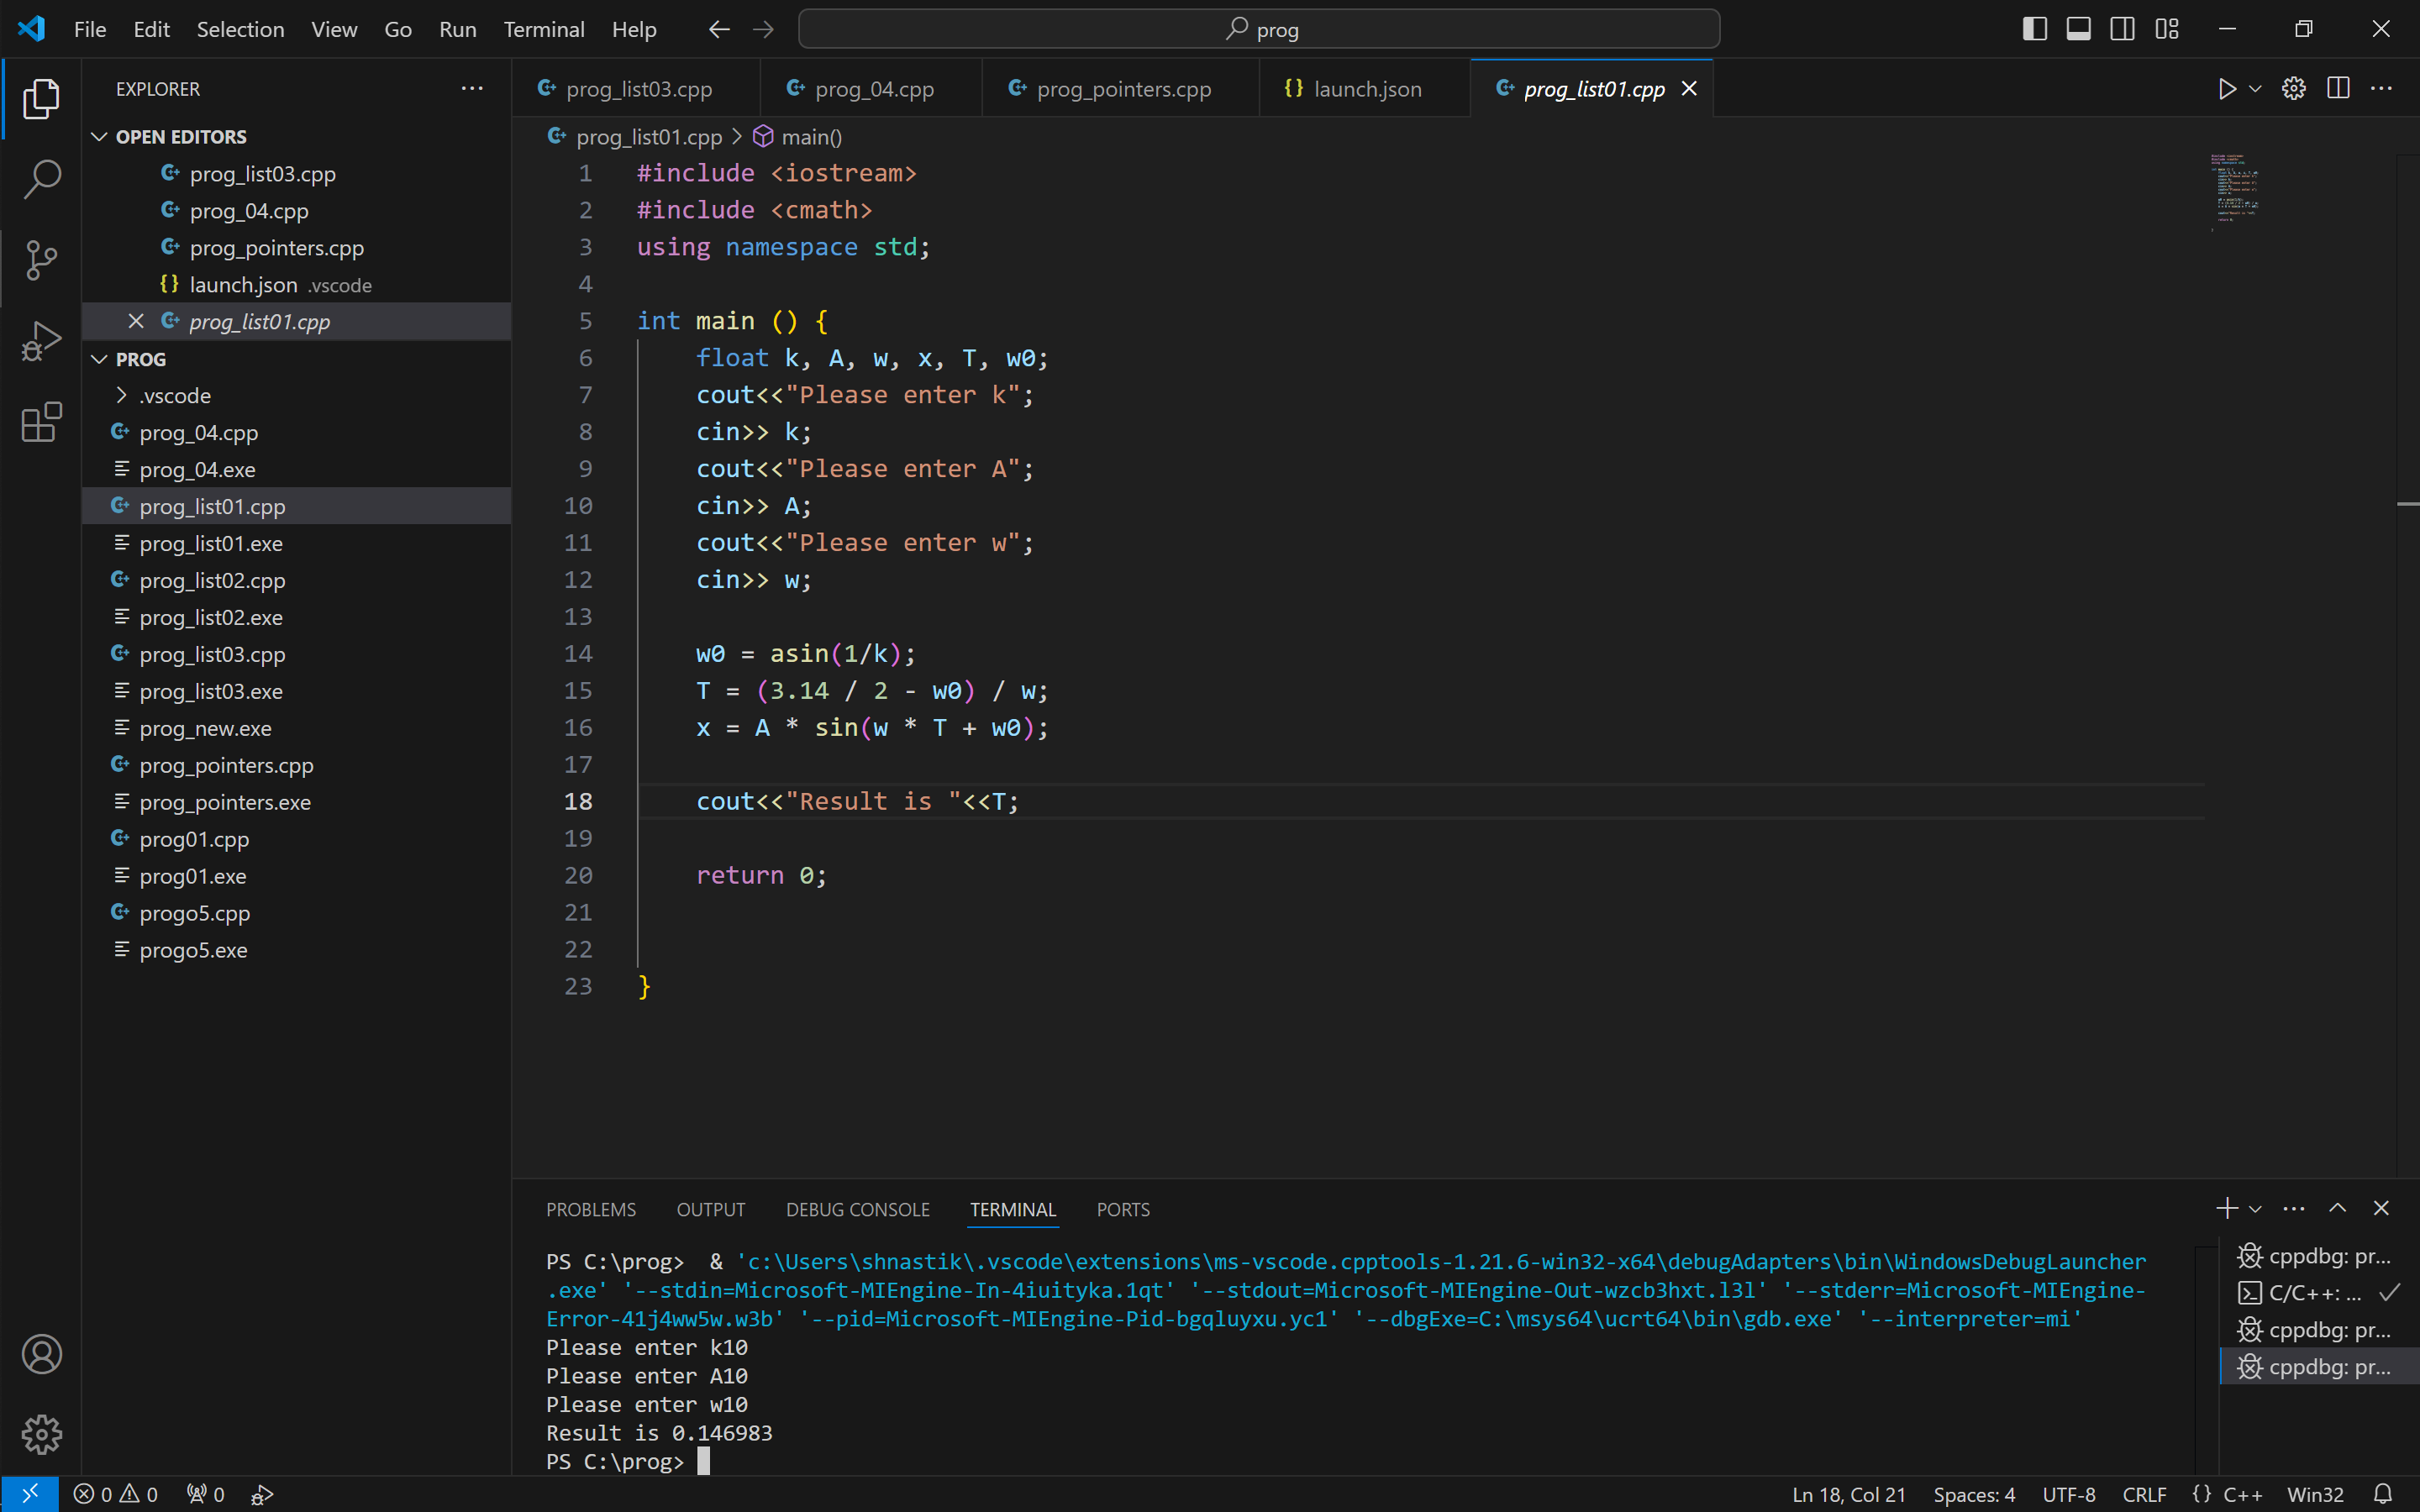 File Edit Selection View Go Run Terminal Help
prog
EXPLORER
OPEN EDITORS
prog_list03.cpp
prog_04.cpp
prog_pointers.cpp
launch.json .vscode
prog_list01.cpp
PROG
.vscode
prog_04.cpp
prog_04.exe
prog_list01.cpp
prog_list01.exe
prog_list02.cpp
prog_list02.exe
prog_list03.cpp
prog_list03.exe
prog_new.exe
prog_pointers.cpp
prog_pointers.exe
prog01.cpp
prog01.exe
progo5.cpp
progo5.exe
prog_list03.cpp prog_04.cpp prog_pointers.cpp {} launch.json prog_list01.cpp
prog_list01.cpp > main()
1 #include <iostream>
2 #include <cmath>
3 using namespace std;
4
5 int main () {
6 float k, A, w, x, T, w0;
7 cout<<"Please enter k";
8 cin>> k;
9 cout<<"Please enter A";
10 cin>> A;
11 cout<<"Please enter w";
12 cin>> w;
13
14 w0 = asin(1/k);
15 T = (3.14 / 2 - w0) / w;
16 x = A * sin(w * T + w0);
17
18 cout<<"Result is "<<T;
19
20 return 0;
21
22
23 }
PROBLEMS OUTPUT DEBUG CONSOLE TERMINAL PORTS
PS C:\prog> & 'c:\Users\shnastik\.vscode\extensions\ms-vscode.cpptools-1.21.6-win32-x64\debugAdapters\bin\WindowsDebugLauncher
.exe' '--stdin=Microsoft-MIEngine-In-4iuityka.1qt' '--stdout=Microsoft-MIEngine-Out-wzcb3hxt.l3l' '--stderr=Microsoft-MIEngine-
Error-41j4ww5w.w3b' '--pid=Microsoft-MIEngine-Pid-bgqluyxu.yc1' '--dbgExe=C:\msys64\ucrt64\bin\gdb.exe' '--interpreter=mi'
Please enter k10
Please enter A10
Please enter w10
Result is 0.146983
PS C:\prog>
cppdbg: pr...
C/C++: ...
cppdbg: pr...
cppdbg: pr...
0 0 0 Ln 18, Col 21 Spaces: 4 UTF-8 CRLF {} C++ Win32